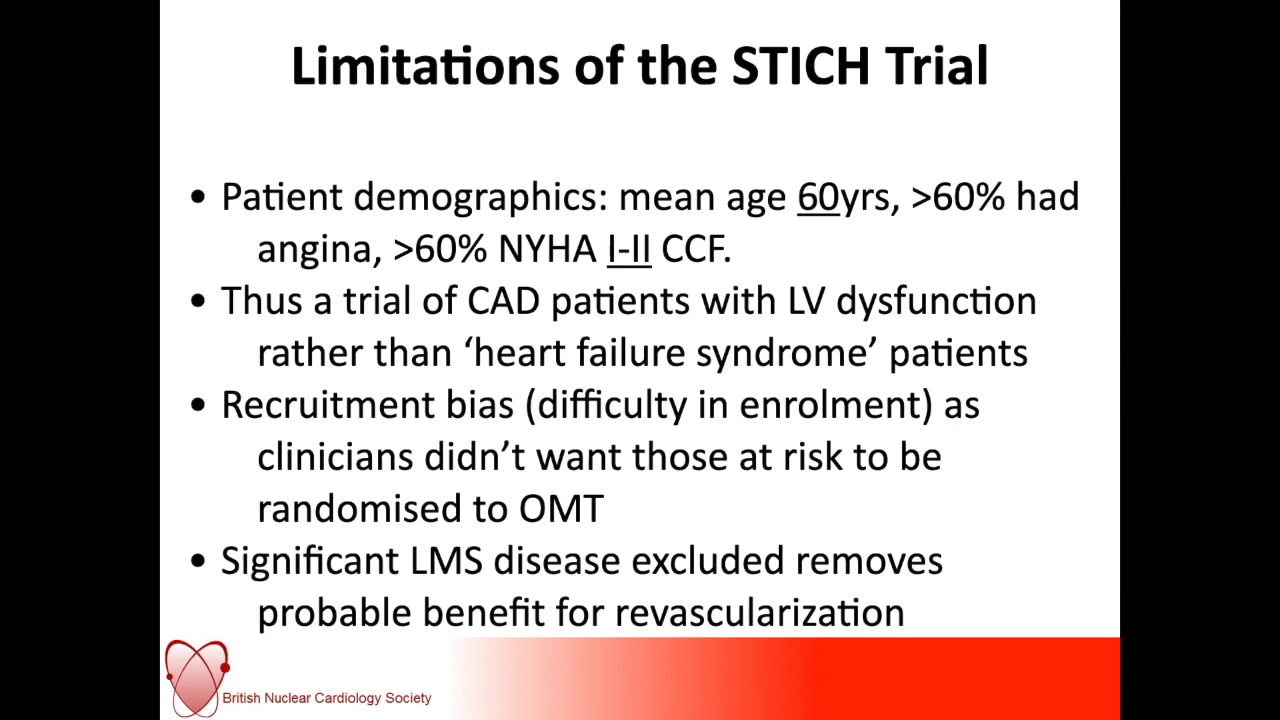 Limitations of the STICH Trial
• Patient demographics: mean age 60yrs, >60% had
angina, >60% NYHA I-II CCF.
• Thus a trial of CAD patients with LV dysfunction
rather than ‘heart failure syndrome’ patients
• Recruitment bias (difficulty in enrolment) as
clinicians didn’t want those at risk to be
randomised to OMT
• Significant LMS disease excluded removes
probable benefit for revascularization
British Nuclear Cardiology Society